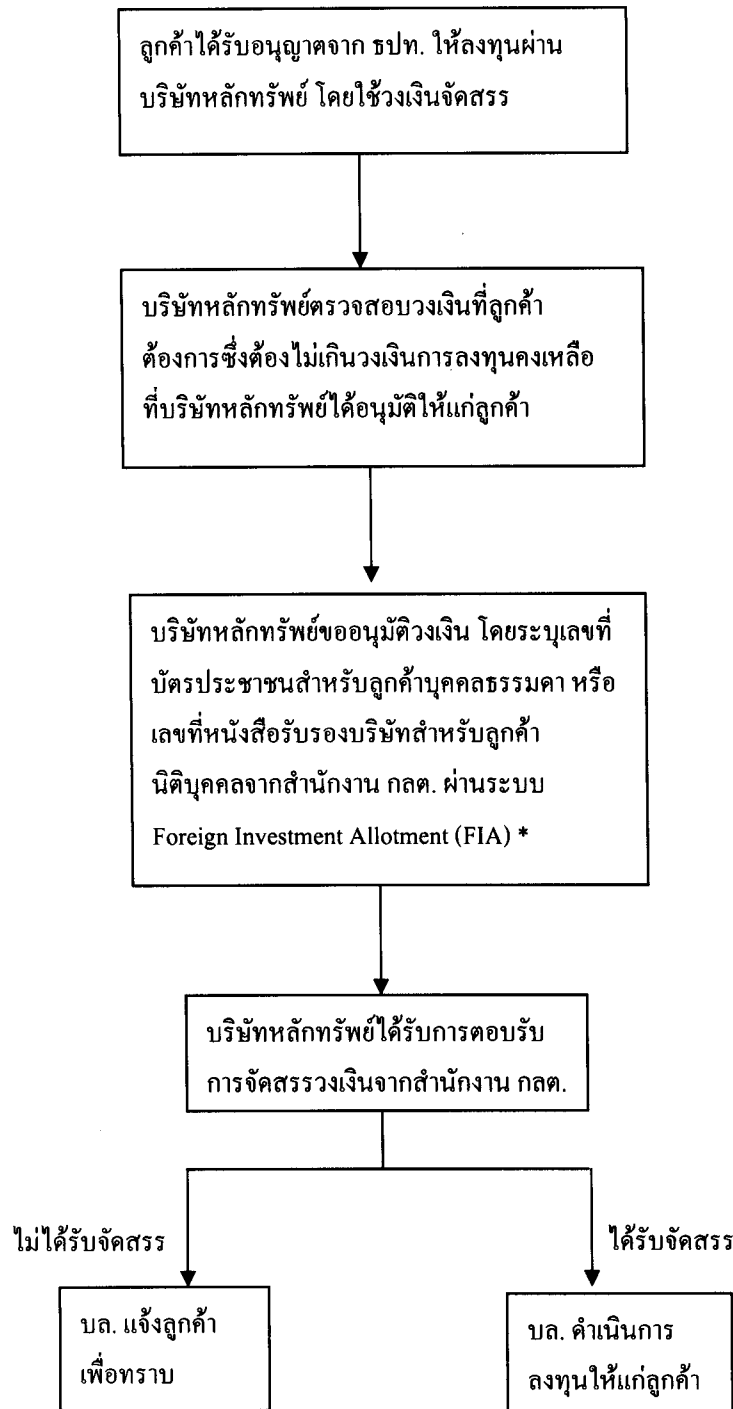 ลูกค้าได้รับอนุญาตจาก ธปท. ให้ลงทุนผ่าน
บริษัทหลักทรัพย์ โดยใช้วงเงินจัดสรร
บริษัทหลักทรัพย์ตรวจสอบวงเงินที่ลูกค้า
ต้องการซึ่งต้องไม่เกินวงเงินการลงทุนคงเหลือ
ที่บริษัทหลักทรัพย์ได้อนุมัติให้แก่ลูกค้า
บริษัทหลักทรัพย์ขออนุมัติวงเงิน โดยระบุเลขที่
บัตรประชาชนสำหรับลูกค้าบุคคลธรรมดา หรือ
เลขที่หนังสือรับรองบริษัทสำหรับลูกค้า
นิติบุคคลจากสำนักงาน กลต. ผ่านระบบ
Foreign Investment Allotment (FIA) *
บริษัทหลักทรัพย์ได้รับการตอบรับ
การจัดสรรวงเงินจากสำนักงาน กลต.
ไม่ได้รับจัดสรร
ได้รับจัดสรร
บล. แจ้งลูกค้า
เพื่อทราบ
บล. ดำเนินการ
ลงทุนให้แก่ลูกค้า